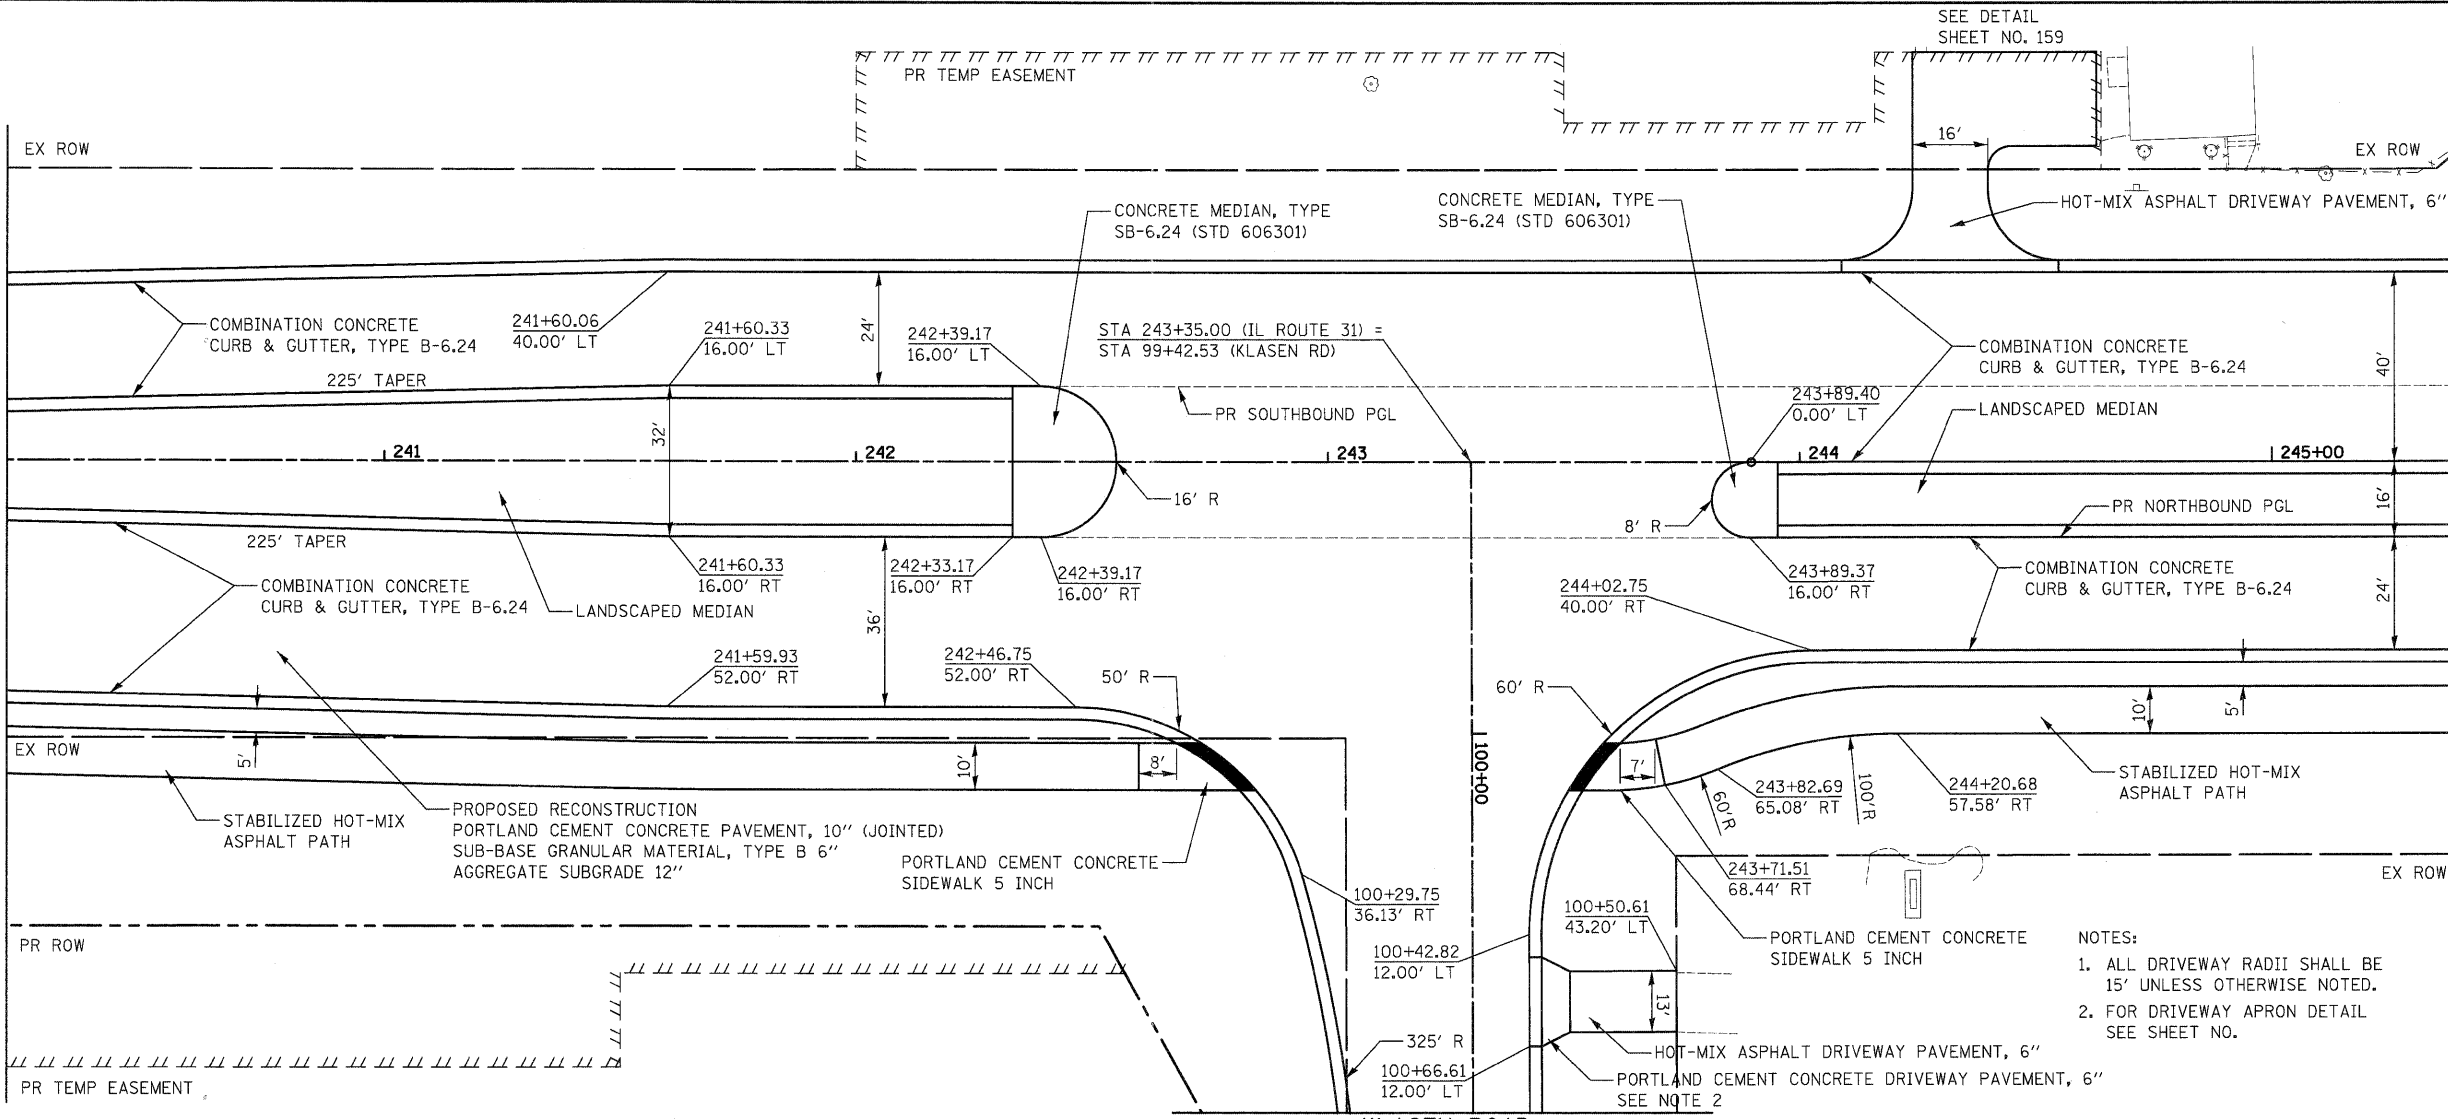 SEE DETAIL
SHEET NO. 159
PR TEMP EASEMENT
EX ROW
16'
EX ROW
CONCRETE MEDIAN, TYPE
SB-6.24 (STD 606301)
CONCRETE MEDIAN, TYPE
SB-6.24 (STD 606301)
HOT-MIX ASPHALT DRIVEWAY PAVEMENT, 6"
COMBINATION CONCRETE
CURB & GUTTER, TYPE B-6.24
241+60.06
40.00' LT
241+60.33
16.00' LT
24'
242+39.17
16.00' LT
STA 243+35.00 (IL ROUTE 31) =
STA 99+42.53 (KLASEN RD)
COMBINATION CONCRETE
CURB & GUTTER, TYPE B-6.24
40'
225' TAPER
PR SOUTHBOUND PGL
243+89.40
0.00' LT
LANDSCAPED MEDIAN
32'
241
242
243
244
245+00
16' R
8' R
PR NORTHBOUND PGL
16'
225' TAPER
241+60.33
16.00' RT
242+33.17
16.00' RT
242+39.17
16.00' RT
243+89.37
16.00' RT
COMBINATION CONCRETE
CURB & GUTTER, TYPE B-6.24
COMBINATION CONCRETE
CURB & GUTTER, TYPE B-6.24
LANDSCAPED MEDIAN
36'
244+02.75
40.00' RT
24'
241+59.93
52.00' RT
242+46.75
52.00' RT
50' R
60' R
EX ROW
5'
10'
8'
100+00
7'
10'
5'
60'R
243+82.69
65.08' RT
100'R
244+20.68
57.58' RT
STABILIZED HOT-MIX
ASPHALT PATH
STABILIZED HOT-MIX
ASPHALT PATH
PROPOSED RECONSTRUCTION
PORTLAND CEMENT CONCRETE PAVEMENT, 10" (JOINTED)
SUB-BASE GRANULAR MATERIAL, TYPE B 6"
AGGREGATE SUBGRADE 12"
PORTLAND CEMENT CONCRETE
SIDEWALK 5 INCH
243+71.51
68.44' RT
EX ROW
100+29.75
36.13' RT
100+50.61
43.20' LT
PR ROW
100+42.82
12.00' LT
PORTLAND CEMENT CONCRETE
SIDEWALK 5 INCH
NOTES:
1. ALL DRIVEWAY RADII SHALL BE
15' UNLESS OTHERWISE NOTED.
2. FOR DRIVEWAY APRON DETAIL
SEE SHEET NO.
13'
325' R
HOT-MIX ASPHALT DRIVEWAY PAVEMENT, 6"
100+66.61
12.00' LT
PORTLAND CEMENT CONCRETE DRIVEWAY PAVEMENT, 6"
SEE NOTE 2
PR TEMP EASEMENT